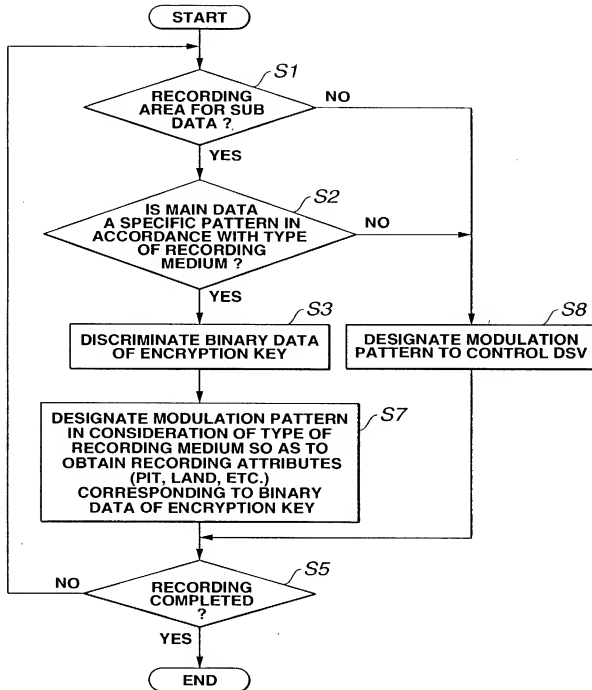 START
S1
RECORDING
AREA FOR SUB
DATA ?
NO
YES
S2
IS MAIN DATA
A SPECIFIC PATTERN IN
ACCORDANCE WITH TYPE
OF RECORDING
MEDIUM ?
NO
YES
S3
DISCRIMINATE BINARY DATA
OF ENCRYPTION KEY
S8
DESIGNATE MODULATION
PATTERN TO CONTROL DSV
S7
DESIGNATE MODULATION PATTERN
IN CONSIDERATION OF TYPE OF
RECORDING MEDIUM SO AS TO
OBTAIN RECORDING ATTRIBUTES
(PIT, LAND, ETC.)
CORRESPONDING TO BINARY
DATA OF ENCRYPTION KEY
S5
NO
RECORDING
COMPLETED
?
YES
END